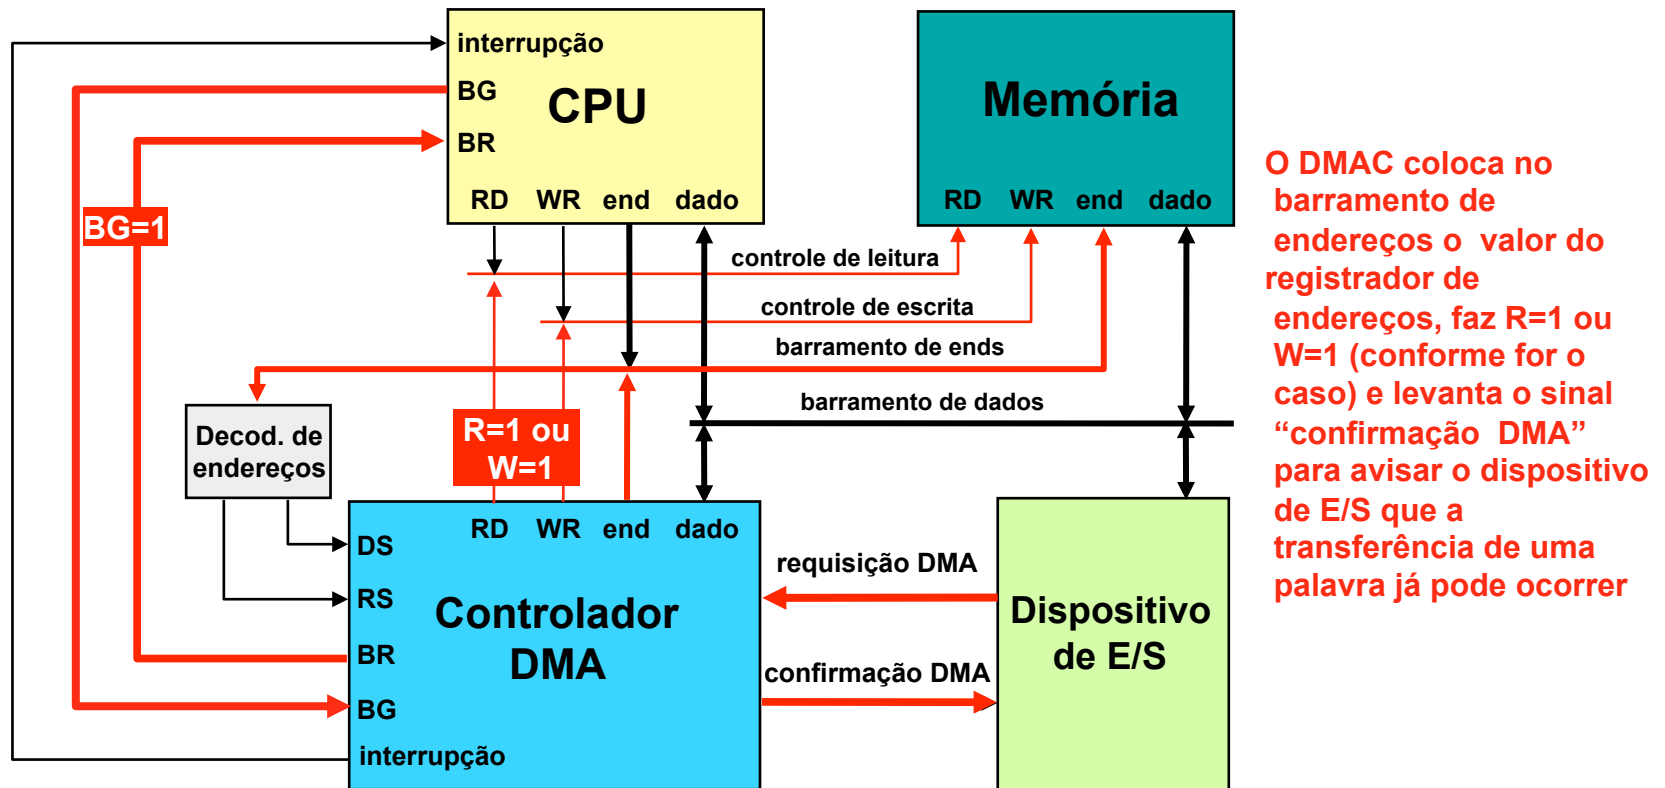 interrupção
BG
CPU
BR
RD WR end dado
Memória
RD WR end dado
BG=1
controle de leitura
controle de escrita
barramento de ends
barramento de dados
Decod. de
endereços
R=1 ou
W=1
RD WR end dado
DS
RS
BR
BG
interrupção
Controlador
DMA
requisição DMA
confirmação DMA
Dispositivo
de E/S
O DMAC coloca no
barramento de
endereços o valor do
registrador de
endereços, faz R=1 ou
W=1 (conforme for o
caso) e levanta o sinal
“confirmação DMA”
para avisar o dispositivo
de E/S que a
transferência de uma
palavra já pode ocorrer